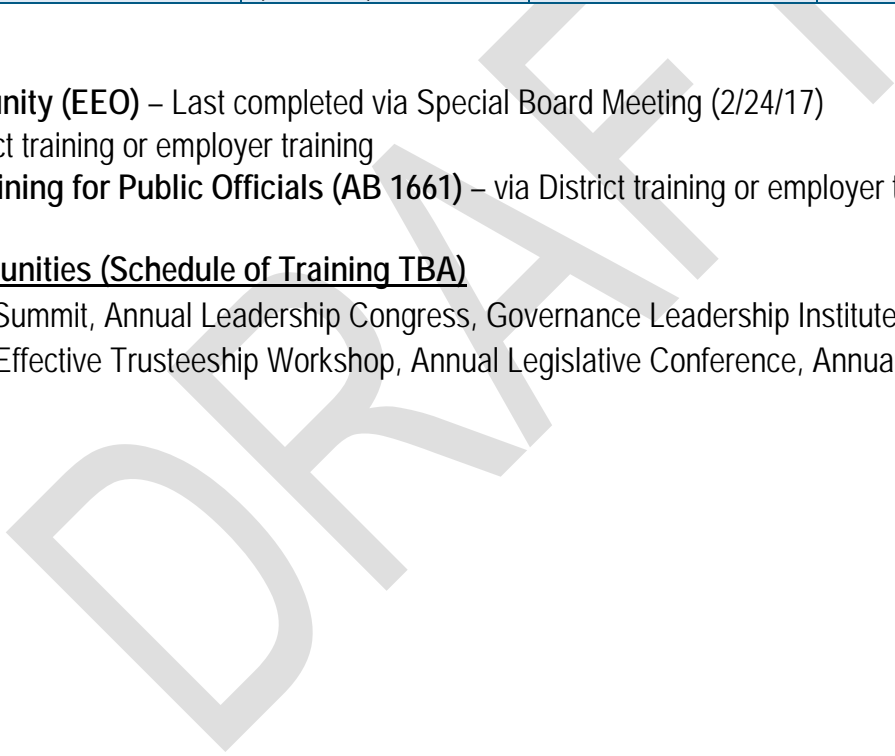 unity (EEO) – Last completed via Special Board Meeting (2/24/17)
ct training or employer training
ining for Public Officials (AB 1661) – via District training or employer t
unities (Schedule of Training TBA)
Summit, Annual Leadership Congress, Governance Leadership Institute
Effective Trusteeship Workshop, Annual Legislative Conference, Annua
DRAFT